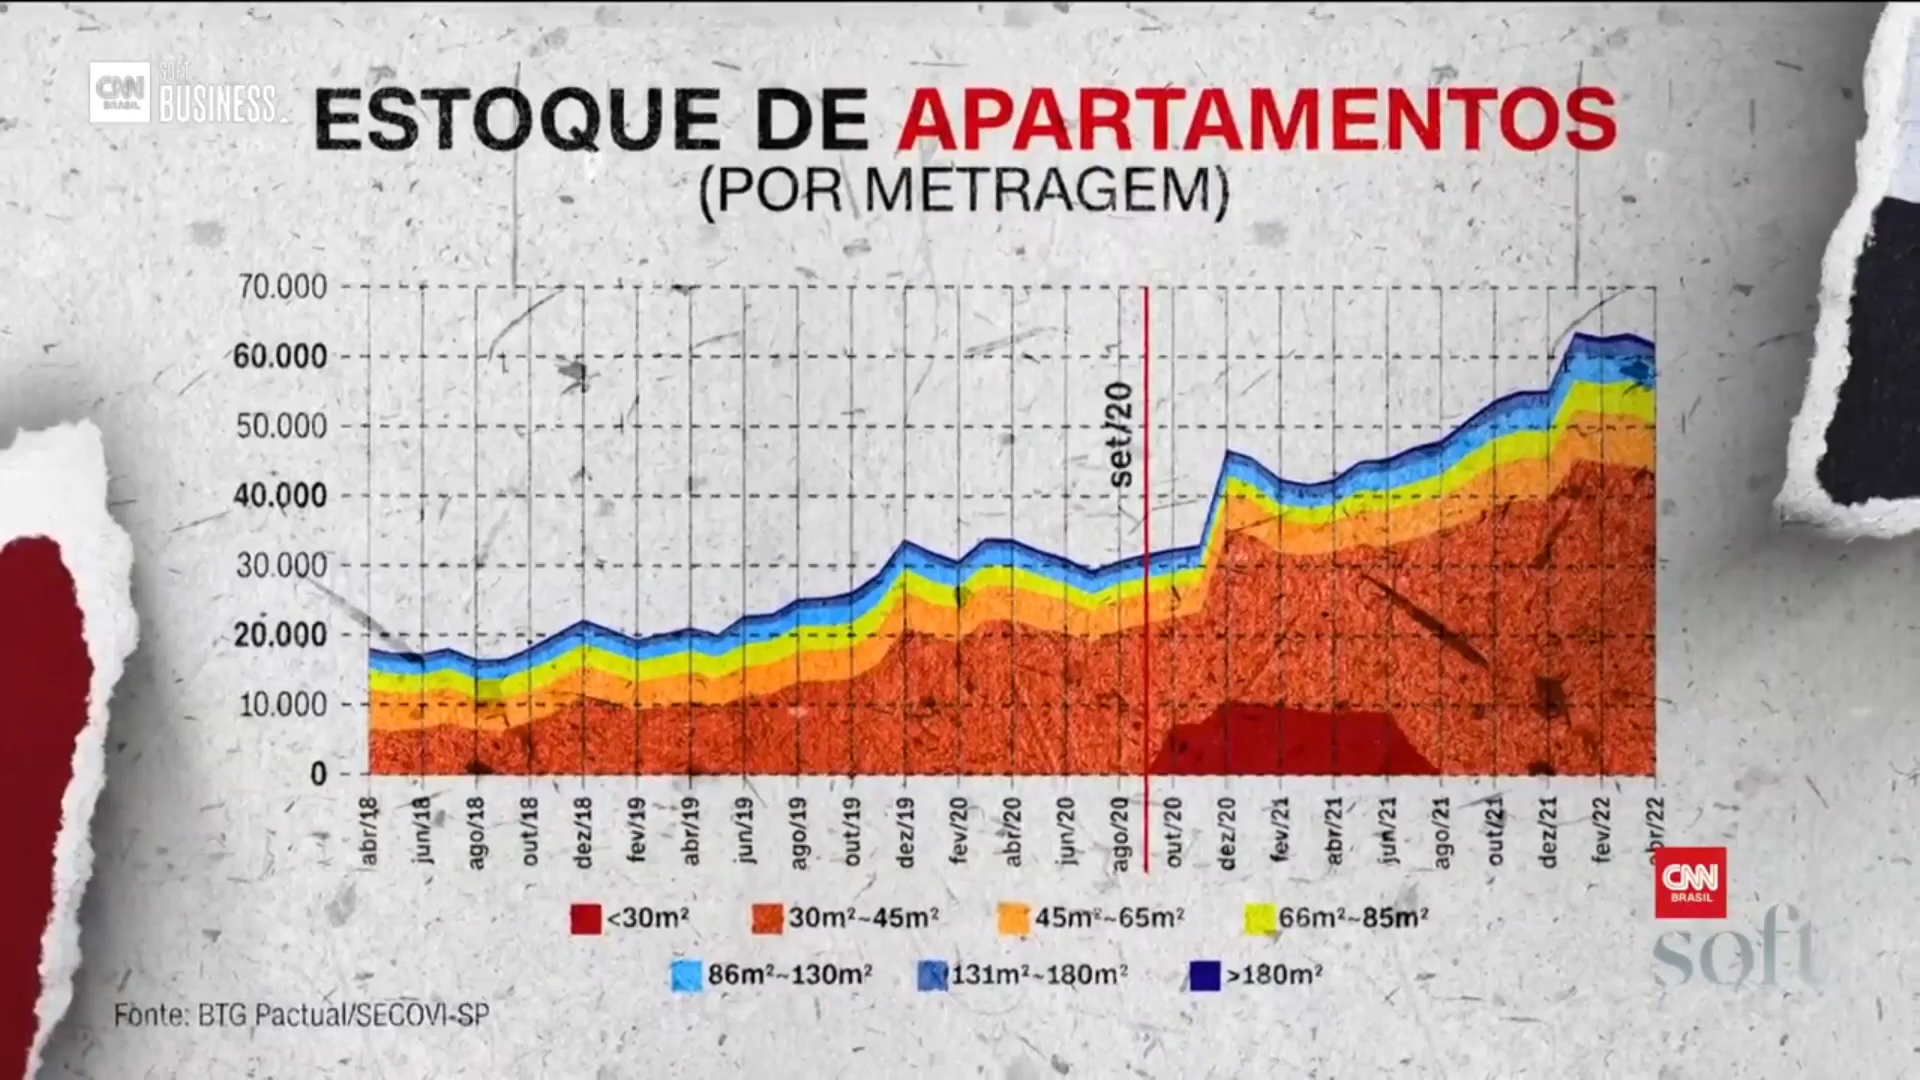 CNN
BRASIL
SOFT
BUSINESS
ESTOQUE DE APARTAMENTOS
(POR METRAGEM)
70.000
60.000
50.000
40.000
30.000
20.000
10.000
0
set/20
abr/18 jun/18 ago/18 out/18 dez/18 fev/19 abr/19 jun/19 ago/19 out/19 dez/19 fev/20 abr/20 jun/20 ago/20 out/20 dez/20 fev/21 abr/21 jun/21 ago/21 out/21 dez/21 fev/22 abr/22
<30m² 30m²~45m² 45m²~65m² 66m²~85m²
86m²~130m² 131m²~180m² >180m²
CNN
BRASIL
soft
Fonte: BTG Pactual/SECOVI-SP